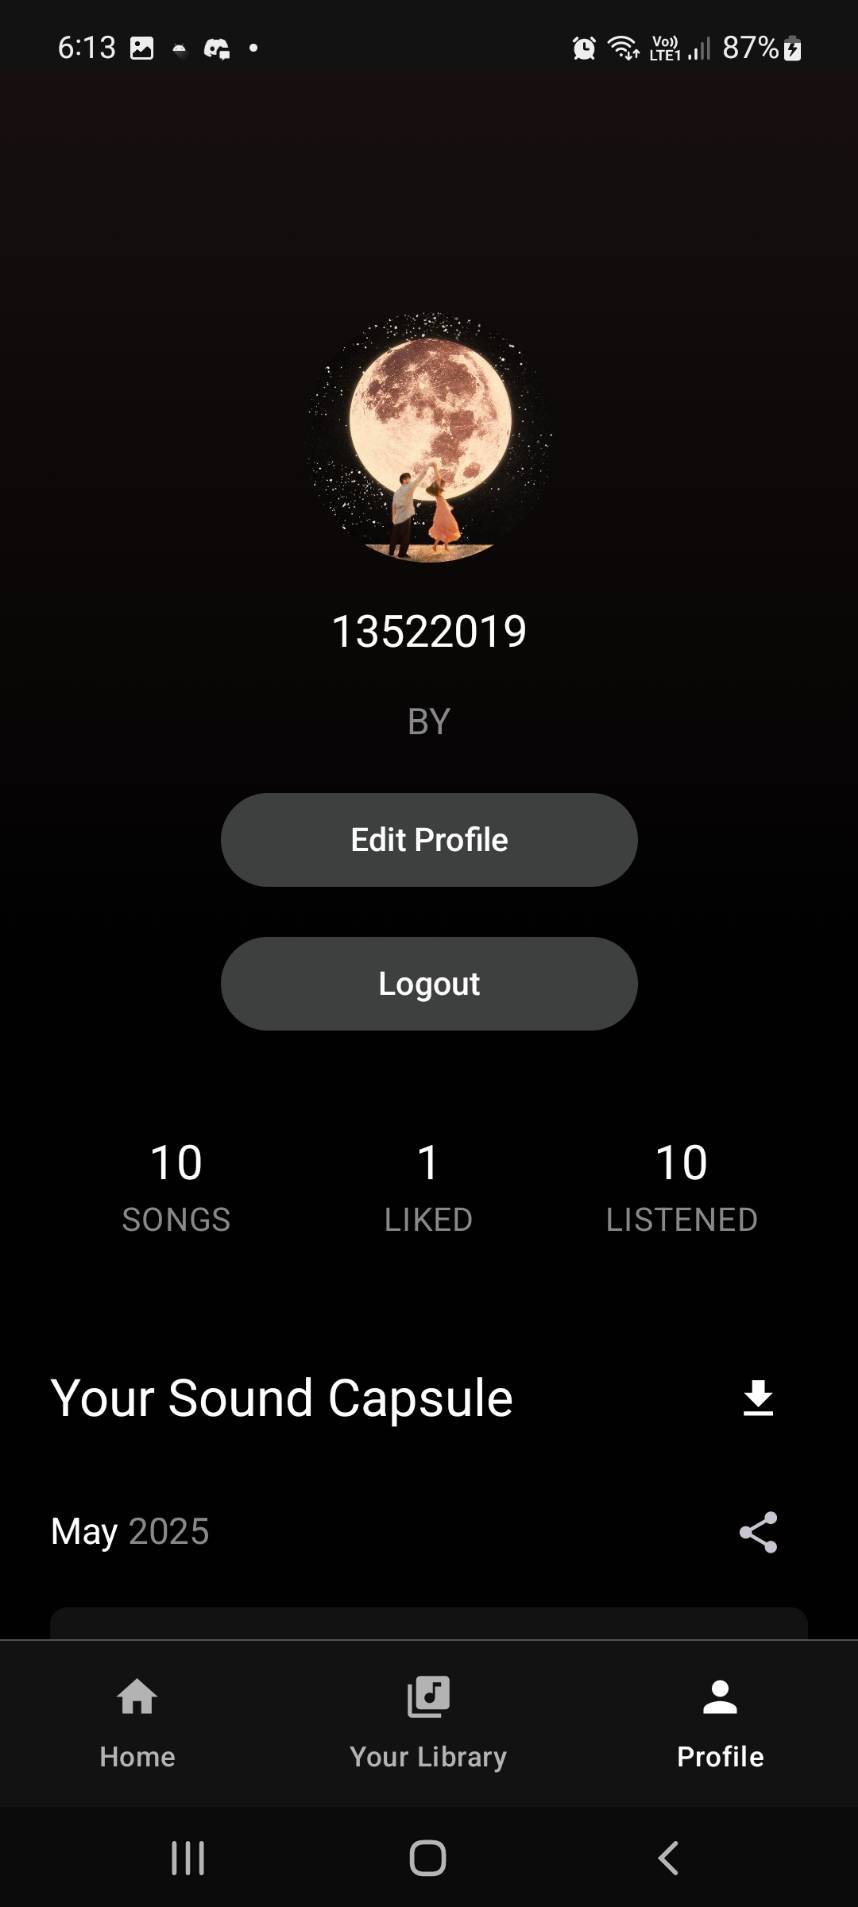 6:13 Vo)) LTE1 87%
13522019
BY
Edit Profile
Logout
10 1 10
SONGS LIKED LISTENED
Your Sound Capsule
May 2025
Home Your Library Profile